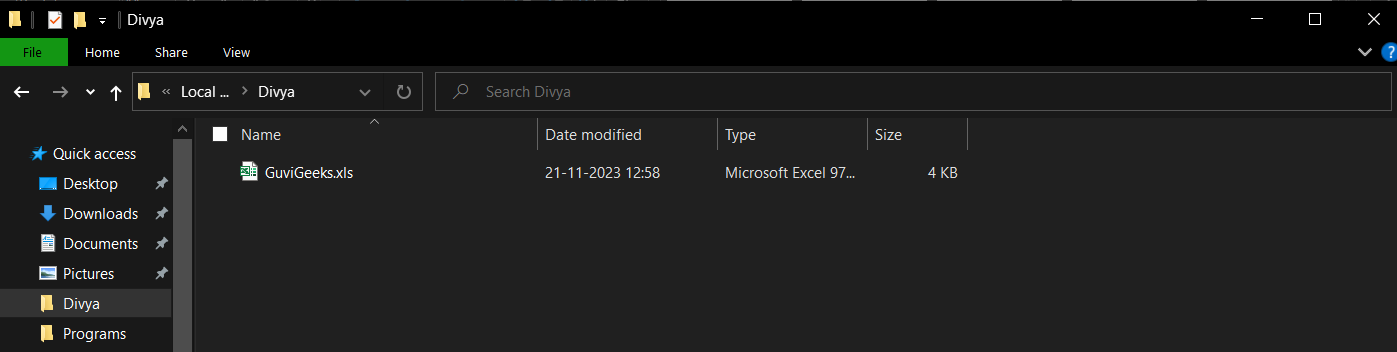 Divya
File Home Share View
« Local ... > Divya Search Divya
Name Date modified Type Size
Quick access
GuviGeeks.xls 21-11-2023 12:58 Microsoft Excel 97... 4 KB
Desktop
Downloads
Documents
Pictures
Divya
Programs